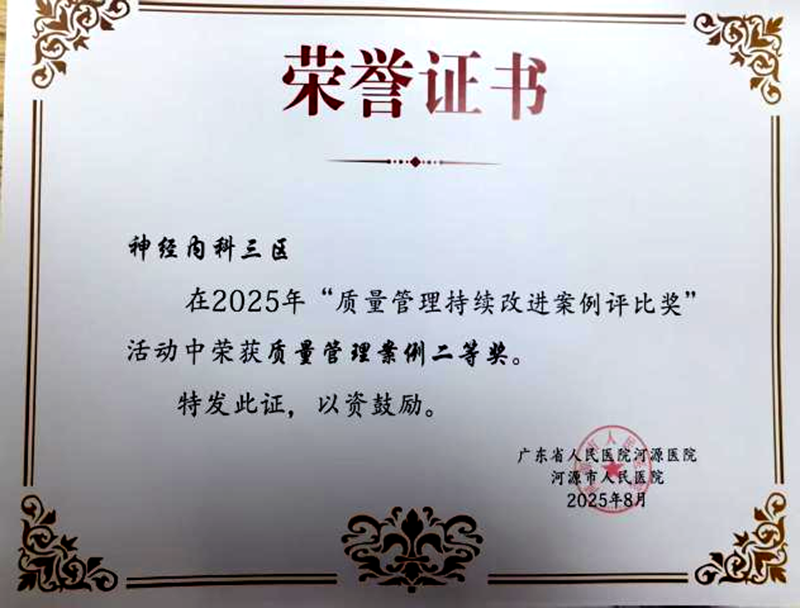 荣誉证书
神经内科三区
在2025年“质量管理持续改进案例评比奖”
活动中荣获质量管理案例二等奖。
特发此证，以资鼓励。
广东省人民医院河源医院
河源市人民医院
2025年8月